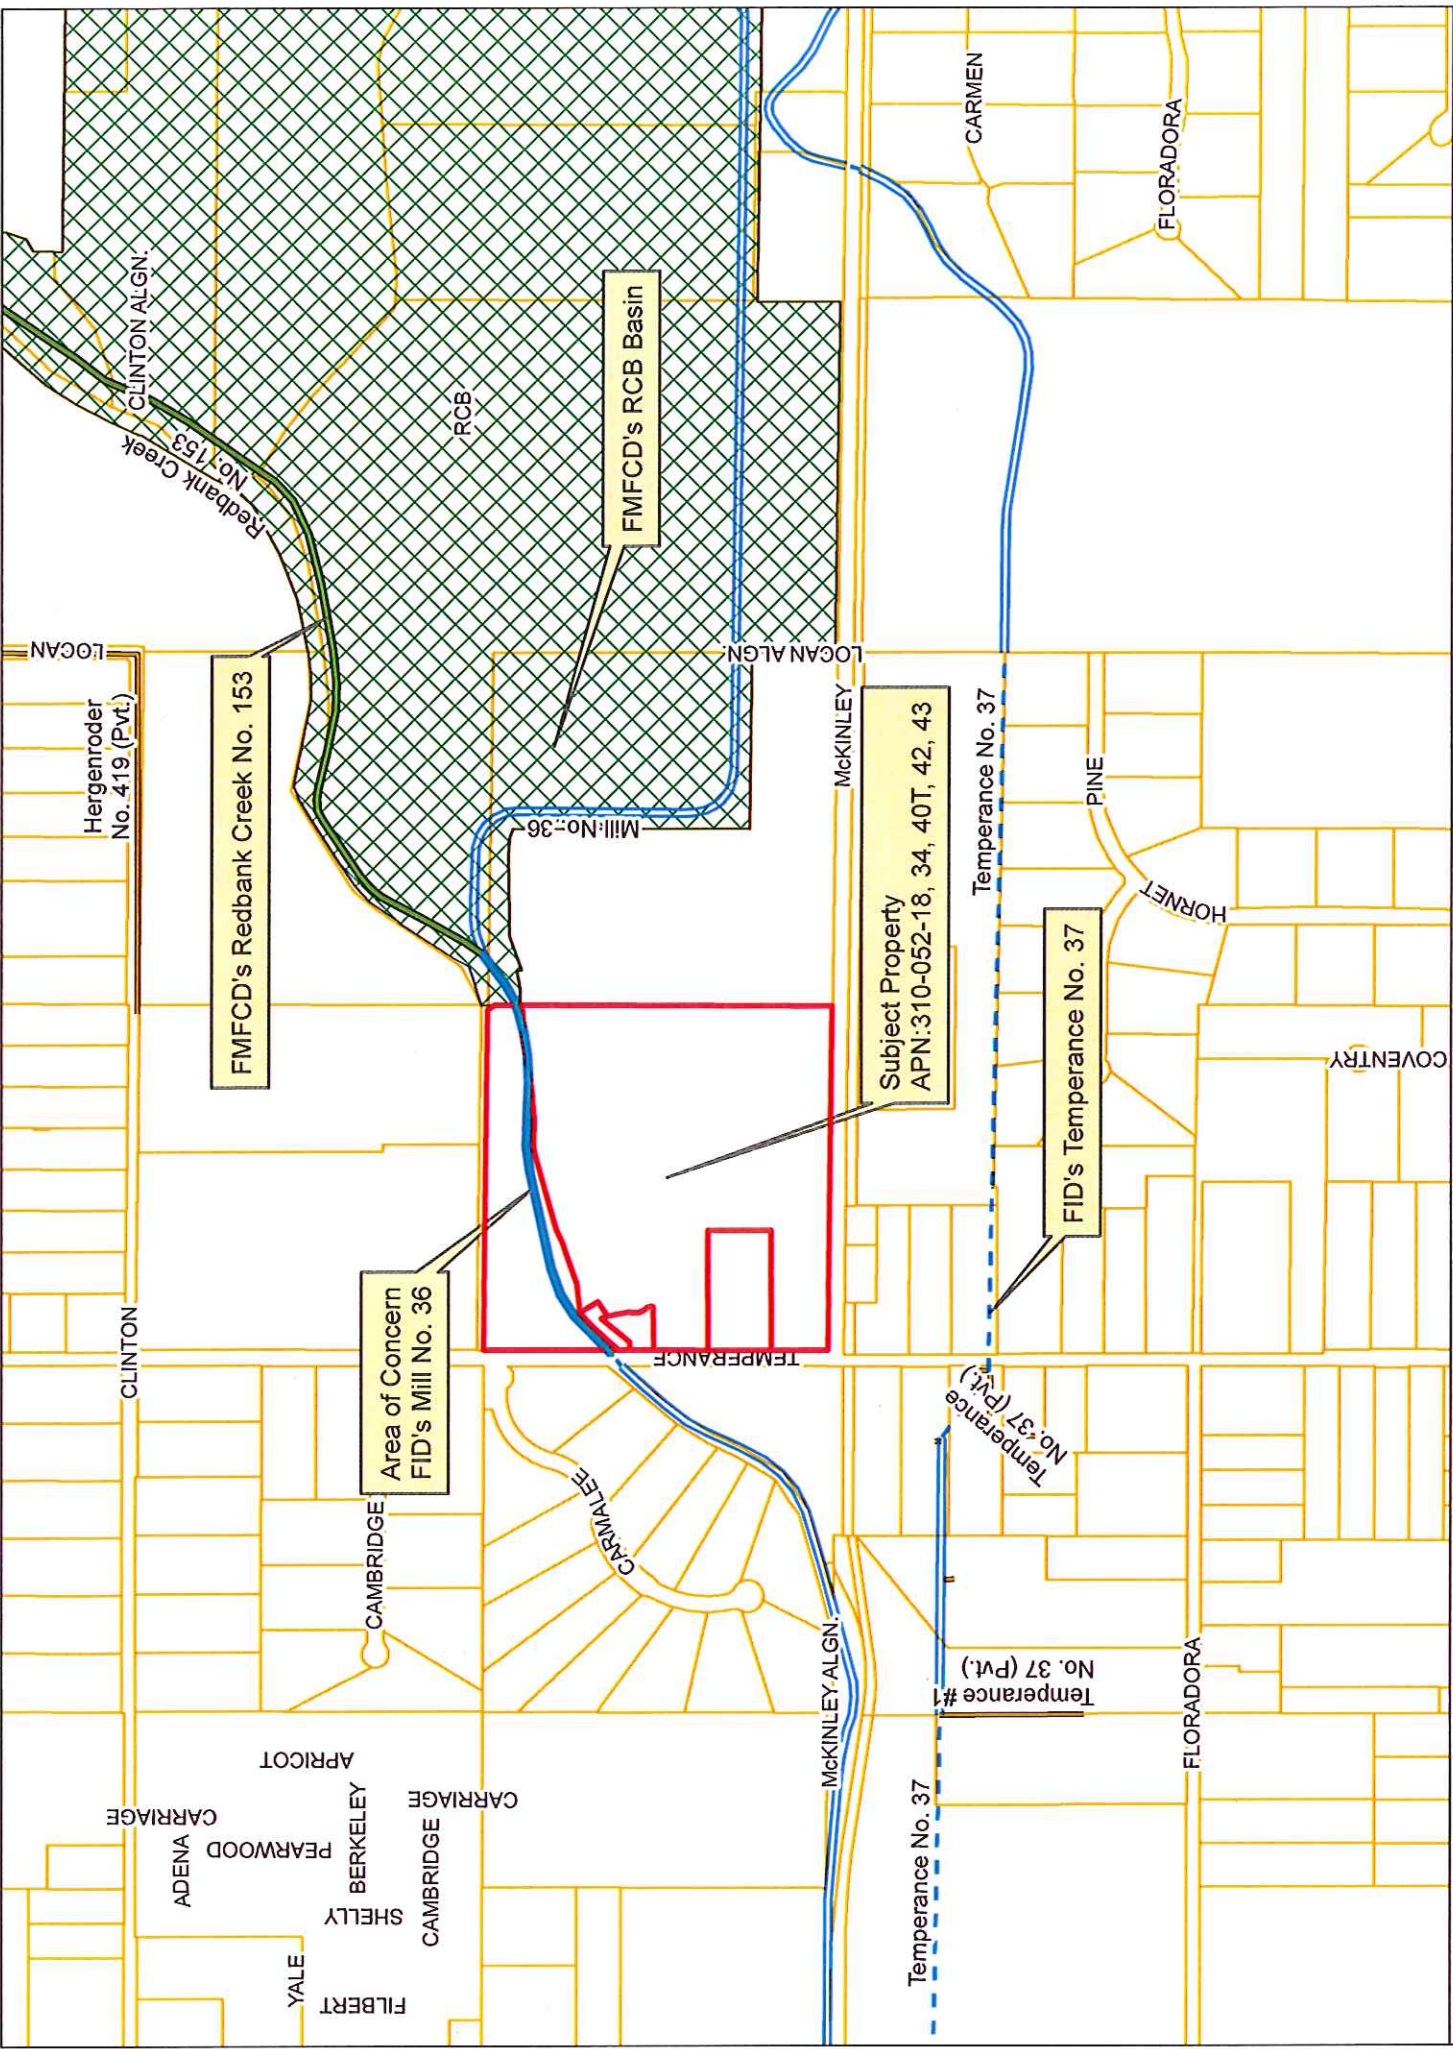 LOCAN
Hergenroder
No. 419 (Pvt.)
CLINTON
CLINTON ALGN.
CARRIAGE
ADENA
Redbank Creek
No. 153
FMFCD's Redbank Creek No. 153
PEARWOOD
APRICOT
YALE
FILBERT
SHELLY
BERKELEY
CAMBRIDGE
Area of Concern
FID's Mill No. 36
CAMBRIDGE
CARRIAGE
RCB
Mill No. 36
FMFCD's RCB Basin
CARMALEE
TEMPERANCE
LOCAN ALGN.
McKINLEY ALGN.
McKINLEY
Subject Property
APN:310-052-18, 34, 40T, 42, 43
Temperance No. 37
Temperance #1
No. 37 (Pvt.)
Temperance
No. 37 (Pvt.)
Temperance No. 37
CARMEN
FID's Temperance No. 37
PINE
HORNET
FLORADORA
FLORADORA
COVENTRY